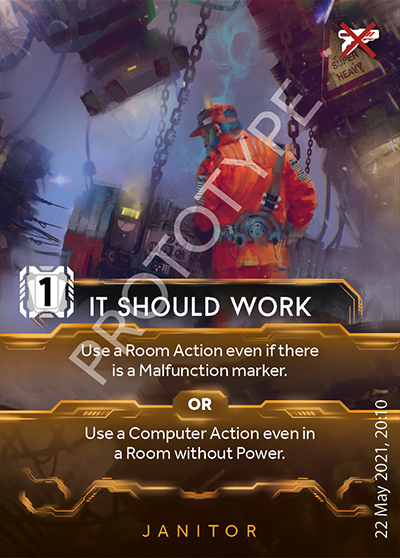 SUPER
HEAVY
PROTOTYPE
1
IT SHOULD WORK
Use a Room Action even if there
is a Malfunction marker.
OR
Use a Computer Action even in
a Room without Power.
22 May 2021, 20:10
JANITOR